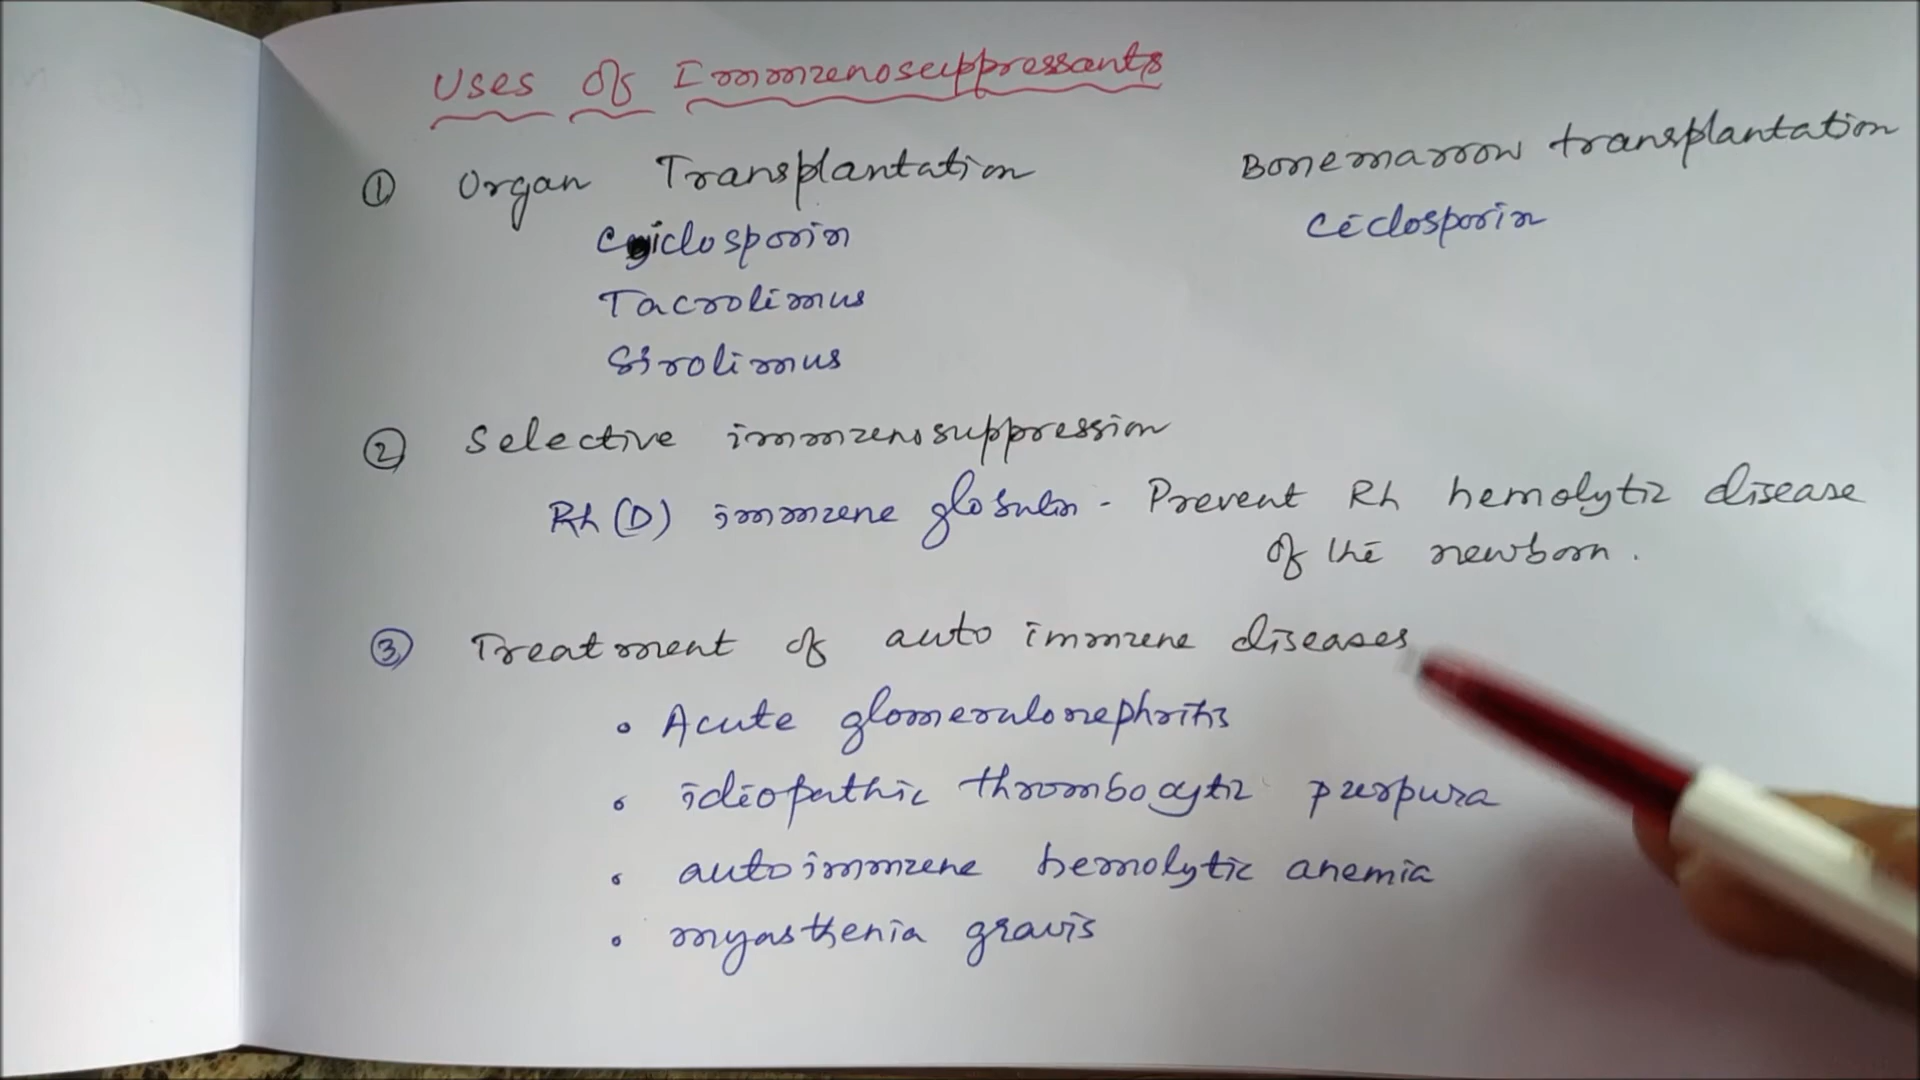 Uses Of Immunosuppressants
① Organ Transplantation
Ciclosporin
Tacrolimus
Sirolimus
Bonemarrow transplantation
Ciclosporin
② Selective immunosuppression
Rh (D) immune globulin - Prevent Rh hemolytic disease
of the newborn.
③ Treatment of auto immune diseases
• Acute glomerulonephritis
• idiopathic thrombocytic purpura
• autoimmune hemolytic anemia
• myasthenia gravis